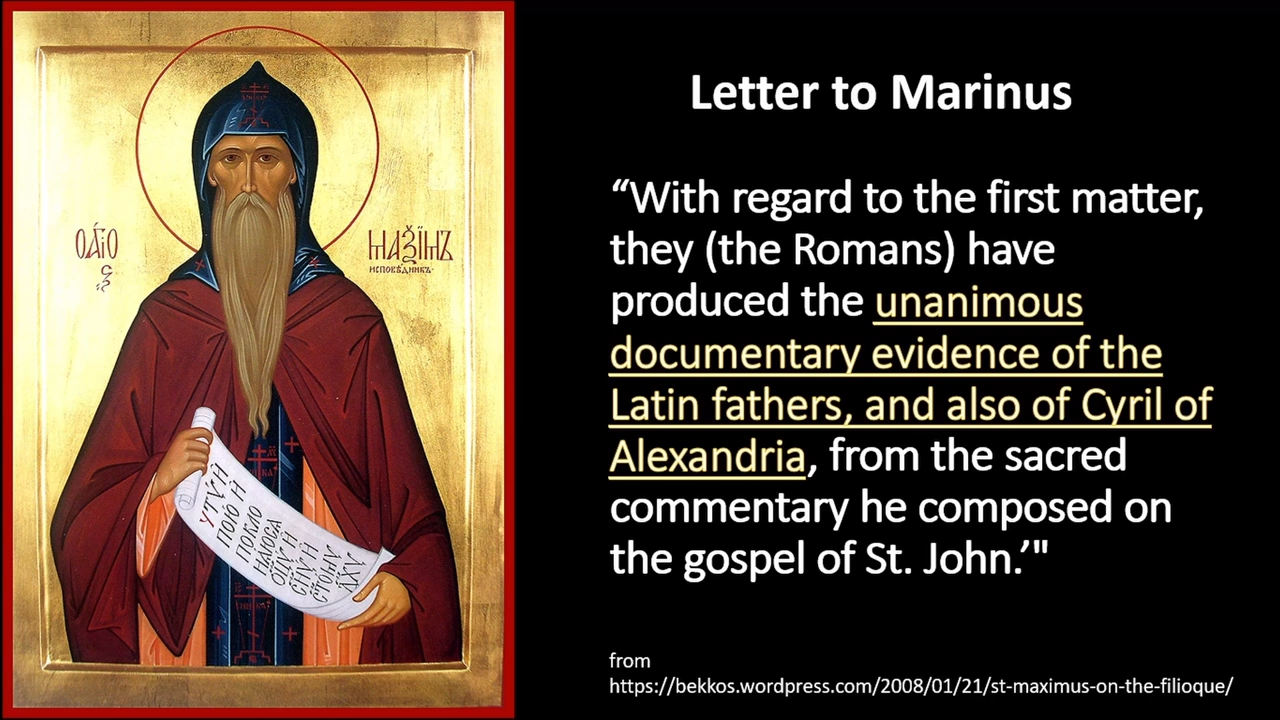 Letter to Marinus
“With regard to the first matter,
they (the Romans) have
produced the unanimous
documentary evidence of the
Latin fathers, and also of Cyril of
Alexandria, from the sacred
commentary he composed on
the gospel of St. John.’"
from
https://bekkos.wordpress.com/2008/01/21/st-maximus-on-the-filioque/